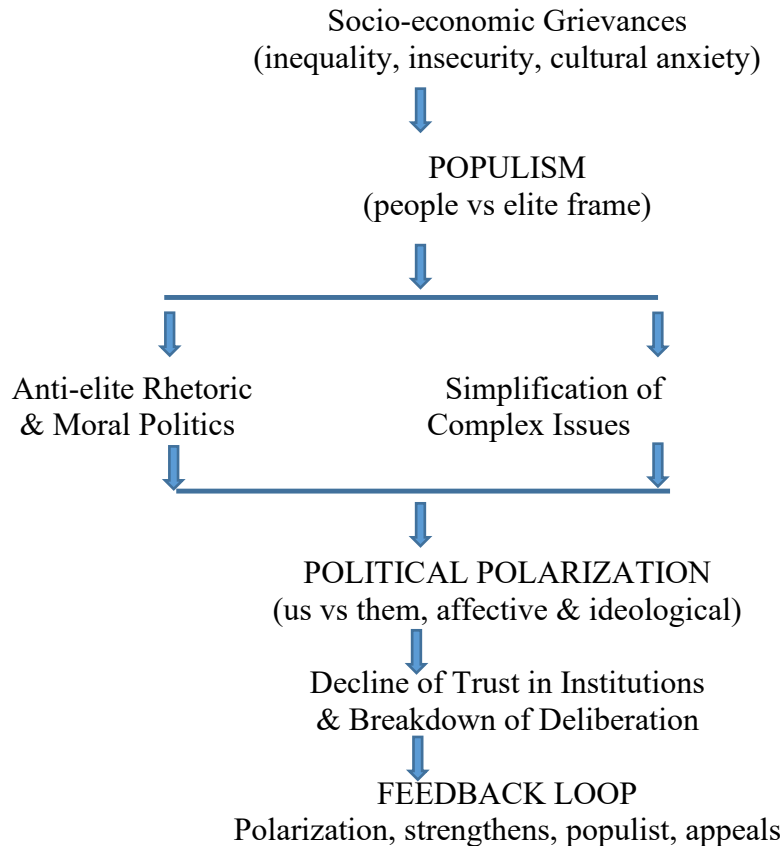 Socio-economic Grievances
(inequality, insecurity, cultural anxiety)
POPULISM
(people vs elite frame)
Anti-elite Rhetoric
& Moral Politics
Simplification of
Complex Issues
POLITICAL POLARIZATION
(us vs them, affective & ideological)
Decline of Trust in Institutions
& Breakdown of Deliberation
FEEDBACK LOOP
Polarization, strengthens, populist, appeals